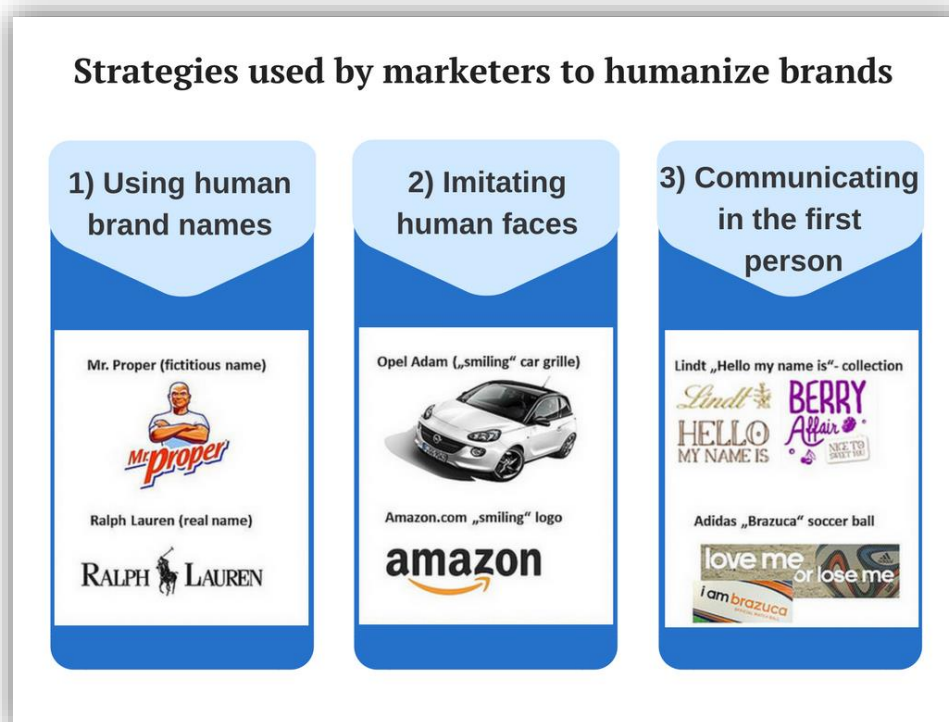 Strategies used by marketers to humanize brands
1) Using human
brand names
Mr. Proper (fictitious name)
Mr.Proper
Ralph Lauren (real name)
RALPH LAUREN
2) Imitating
human faces
Opel Adam („smiling“ car grille)
Amazon.com „smiling“ logo
amazon
3) Communicating
in the first
person
Lindt „Hello my name is“- collection
Lindt
HELLO
MY NAME IS
BERRY
Affair
NICE TO
SWEET YOU
Adidas „Brazuca“ soccer ball
love me
or lose me
i am brazuca